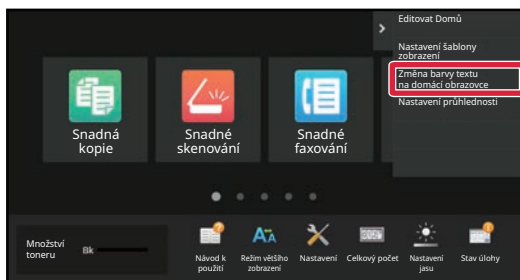 Editovat Domů
Nastavení šablony
zobrazení
Změna barvy textu
na domácí obrazovce
Nastavení průhlednosti
Snadná
kopie
Snadné
skenování
Snadné
faxování
Množství
toneru
Bk
Návod k
použití
Režim většího
zobrazení
Nastavení
Celkový počet
Nastavení
jasu
Stav úlohy